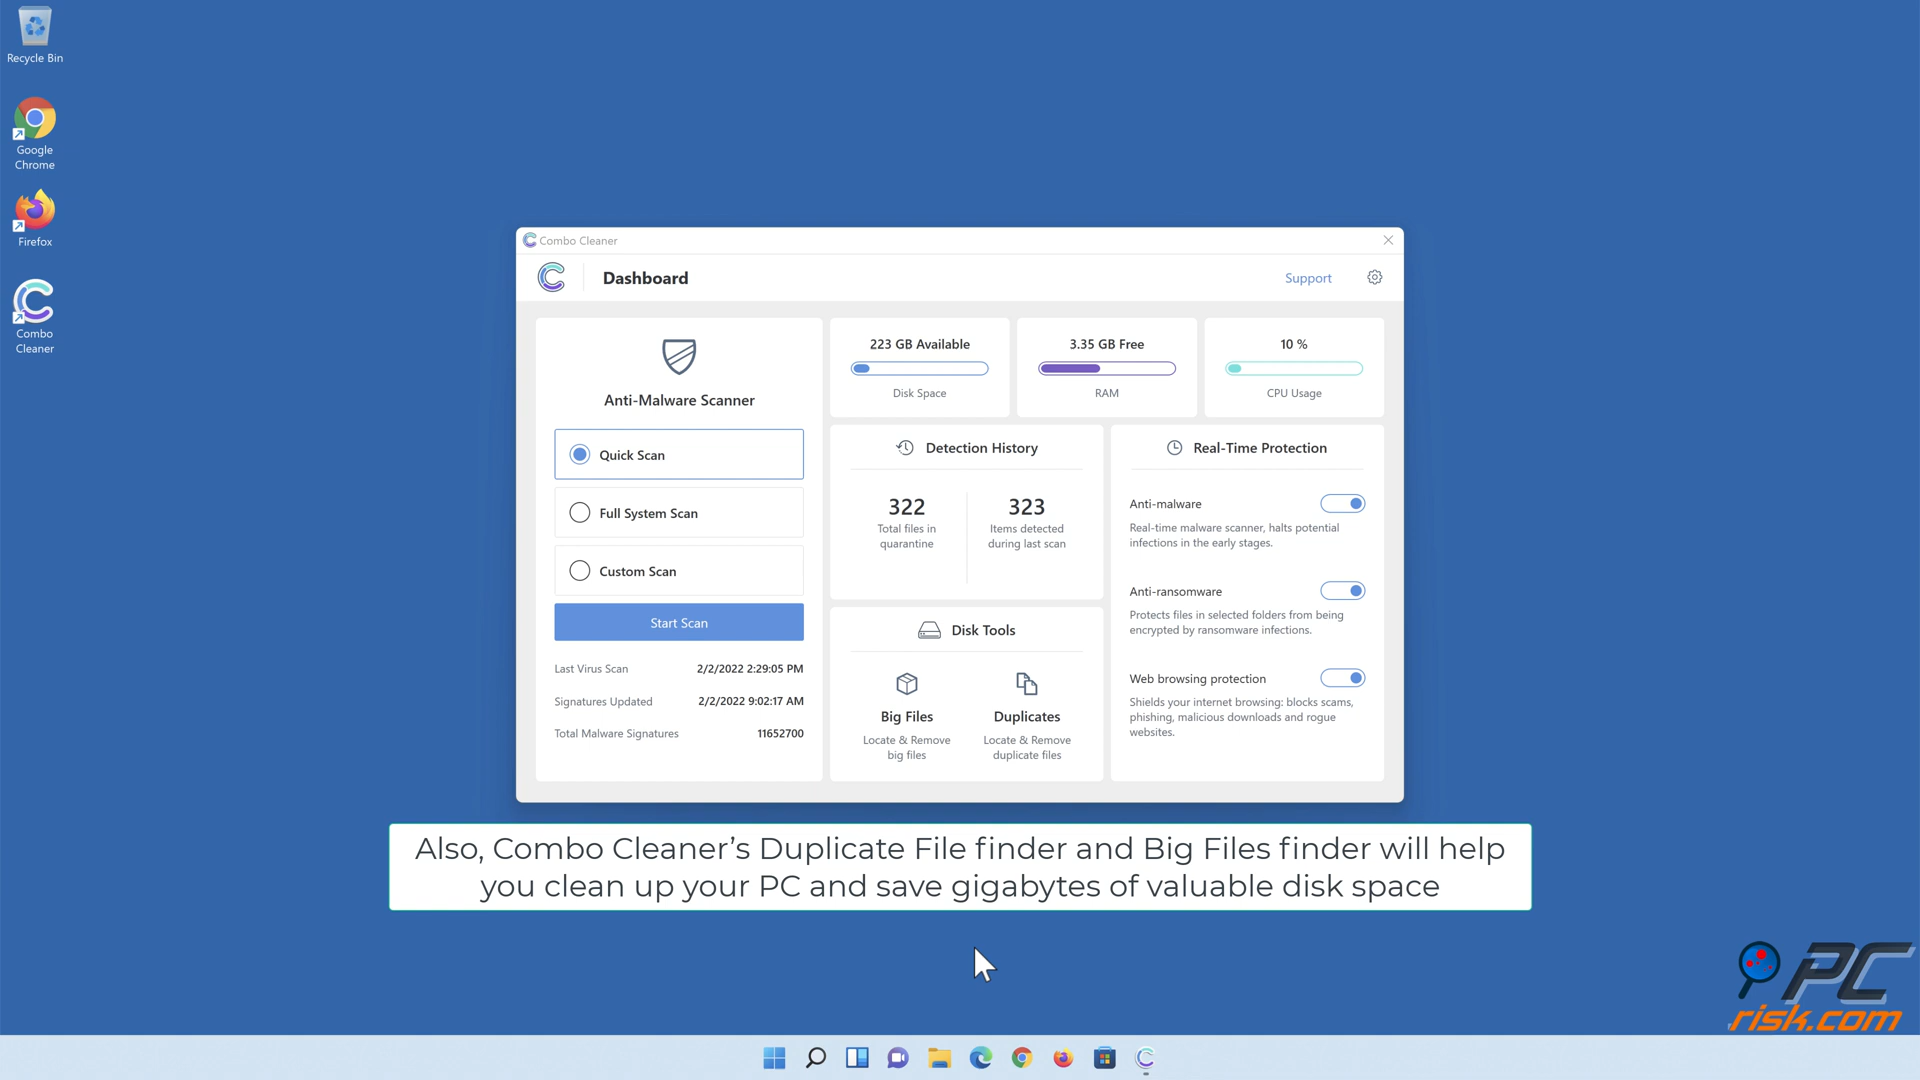 Recycle Bin
Google
Chrome
Firefox
Combo
Cleaner
Combo Cleaner
Dashboard
Support
Anti-Malware Scanner
Quick Scan
Full System Scan
Custom Scan
Start Scan
Last Virus Scan 2/2/2022 2:29:05 PM
Signatures Updated 2/2/2022 9:02:17 AM
Total Malware Signatures 11652700
223 GB Available
Disk Space
3.35 GB Free
RAM
10 %
CPU Usage
Detection History
322
Total files in
quarantine
323
Items detected
during last scan
Disk Tools
Big Files
Locate & Remove
big files
Duplicates
Locate & Remove
duplicate files
Real-Time Protection
Anti-malware
Real-time malware scanner, halts potential
infections in the early stages.
Anti-ransomware
Protects files in selected folders from being
encrypted by ransomware infections.
Web browsing protection
Shields your internet browsing: blocks scams,
phishing, malicious downloads and rogue
websites.
Also, Combo Cleaner’s Duplicate File finder and Big Files finder will help
you clean up your PC and save gigabytes of valuable disk space
PC
risk.com